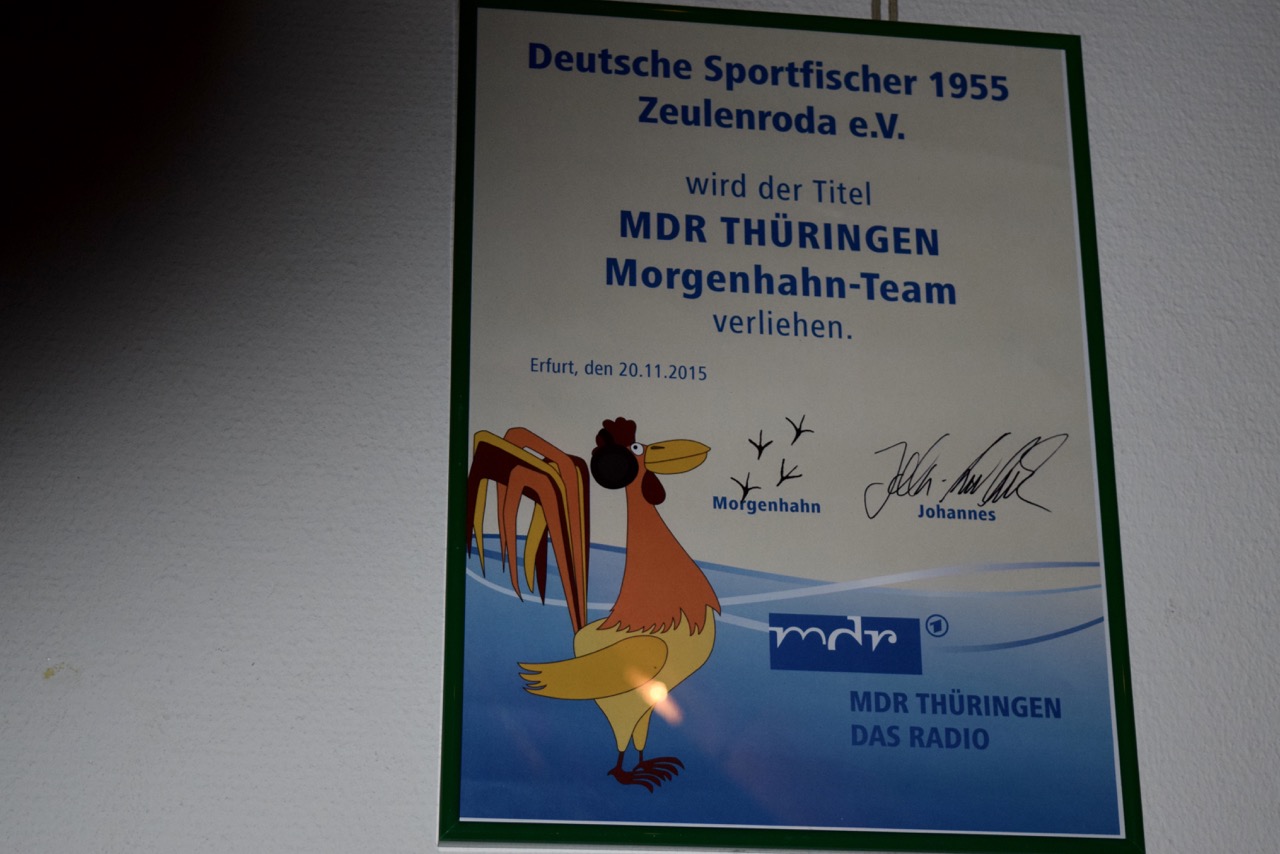 Deutsche Sportfischer 1955
Zeulenroda e.V.
wird der Titel
MDR THÜRINGEN
Morgenhahn-Team
verliehen.
Erfurt, den 20.11.2015
Morgenhahn
Johannes
mdr
MDR THÜRINGEN
DAS RADIO